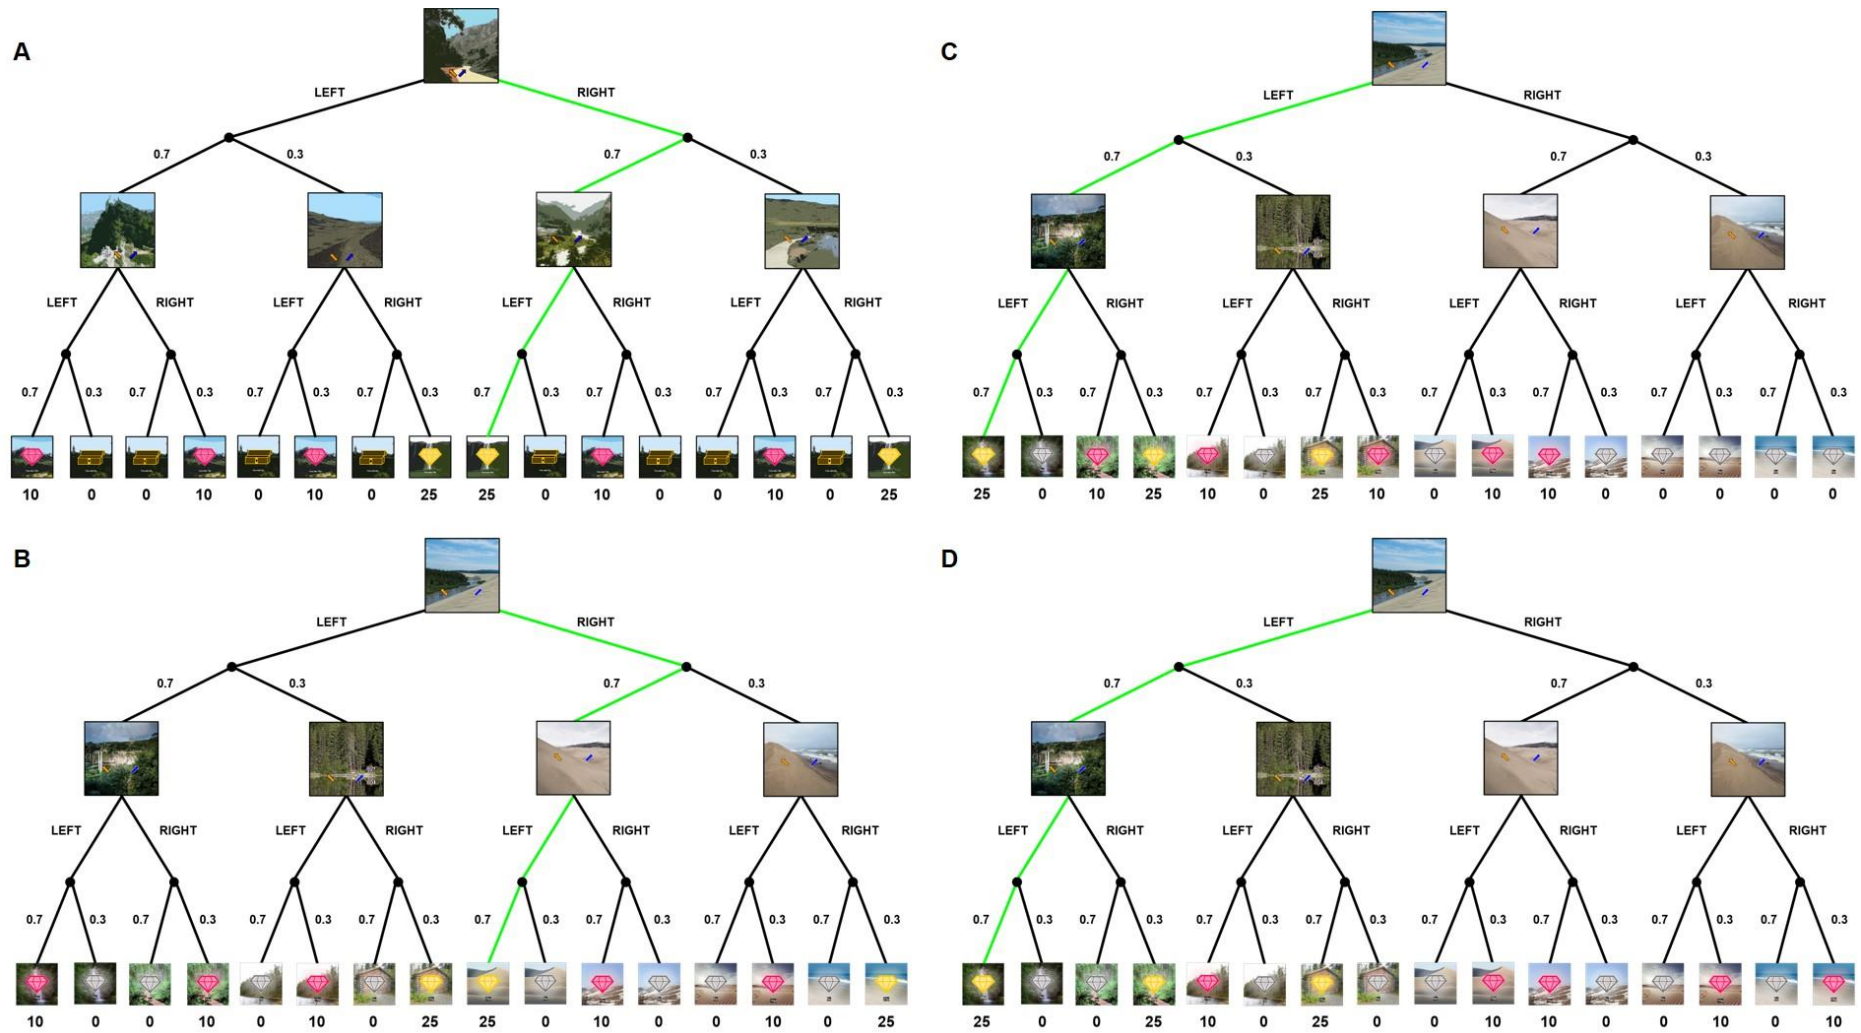 A
LEFT RIGHT
0.7 0.3 0.7 0.3
LEFT RIGHT LEFT RIGHT LEFT RIGHT LEFT RIGHT
0.7 0.3 0.7 0.3 0.7 0.3 0.7 0.3 0.7 0.3 0.7 0.3 0.7 0.3 0.7 0.3
10 0 0 10 0 10 0 25 25 0 10 0 0 10 0 25
B
LEFT RIGHT
0.7 0.3 0.7 0.3
LEFT RIGHT LEFT RIGHT LEFT RIGHT LEFT RIGHT
0.7 0.3 0.7 0.3 0.7 0.3 0.7 0.3 0.7 0.3 0.7 0.3 0.7 0.3 0.7 0.3
10 0 0 10 0 10 0 25 25 0 10 0 0 10 0 25
C
LEFT RIGHT
0.7 0.3 0.7 0.3
LEFT RIGHT LEFT RIGHT LEFT RIGHT LEFT RIGHT
0.7 0.3 0.7 0.3 0.7 0.3 0.7 0.3 0.7 0.3 0.7 0.3 0.7 0.3 0.7 0.3
25 0 10 25 10 0 25 10 0 10 10 0 0 0 0 0
D
LEFT RIGHT
0.7 0.3 0.7 0.3
LEFT RIGHT LEFT RIGHT LEFT RIGHT LEFT RIGHT
0.7 0.3 0.7 0.3 0.7 0.3 0.7 0.3 0.7 0.3 0.7 0.3 0.7 0.3 0.7 0.3
25 0 0 25 10 0 25 0 0 10 10 0 0 10 0 10